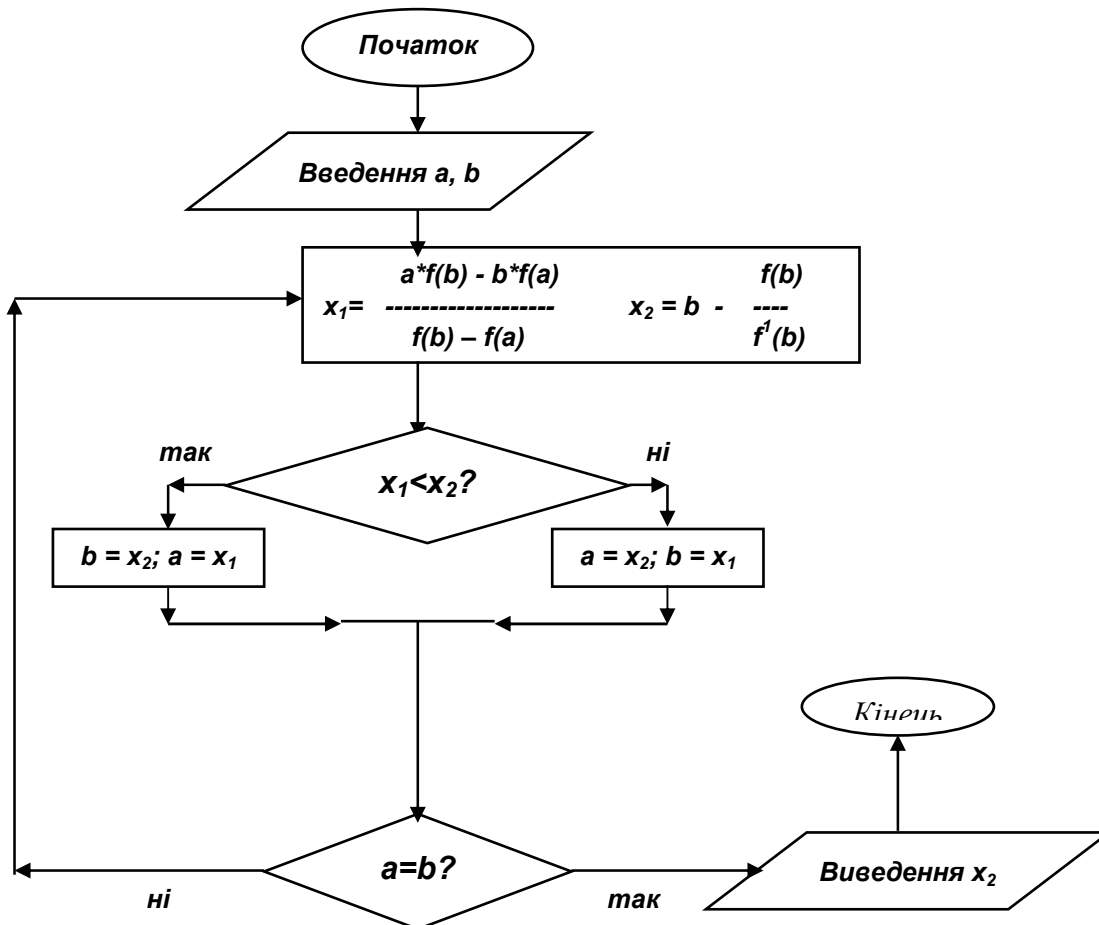 Початок
Введення a, b
a*f(b) - b*f(a) f(b)
x₁= -------------------- x₂ = b - ----
f(b) – f(a) f¹(b)
так ні
x₁<x₂?
b = x₂; a = x₁ a = x₂; b = x₁
Кінець
a=b? Виведення x₂
ні так